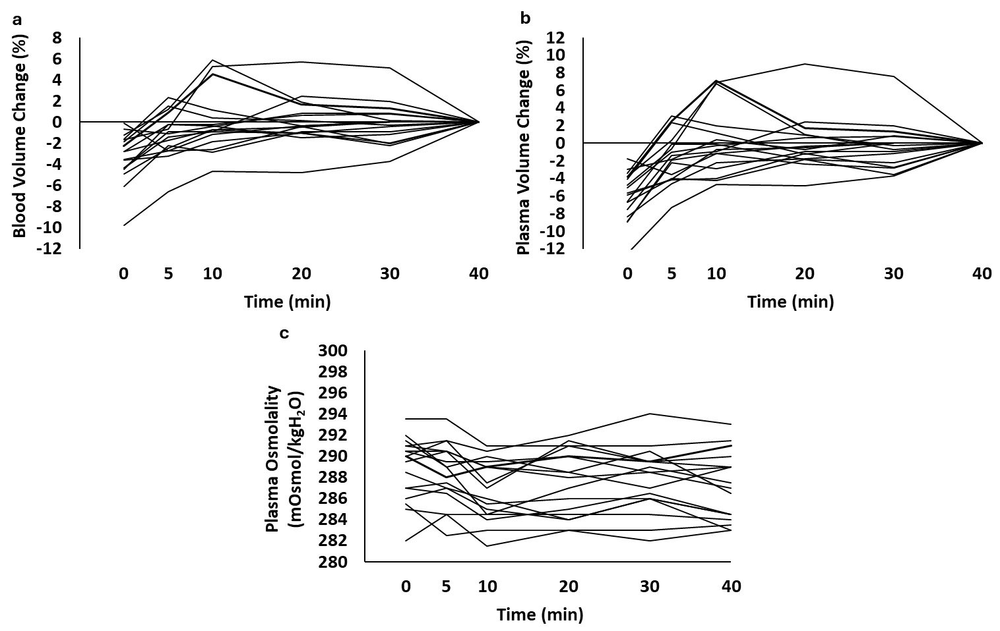 a
Blood Volume Change (%)
8
6
4
2
0
-2
-4
-6
-8
-10
-12
0 5 10 20 30 40
Time (min)
b
Plasma Volume Change (%)
12
10
8
6
4
2
0
-2
-4
-6
-8
-10
-12
0 5 10 20 30 40
Time (min)
c
Plasma Osmolality
(mOsmol/kgH₂O)
300
298
296
294
292
290
288
286
284
282
280
0 5 10 20 30 40
Time (min)